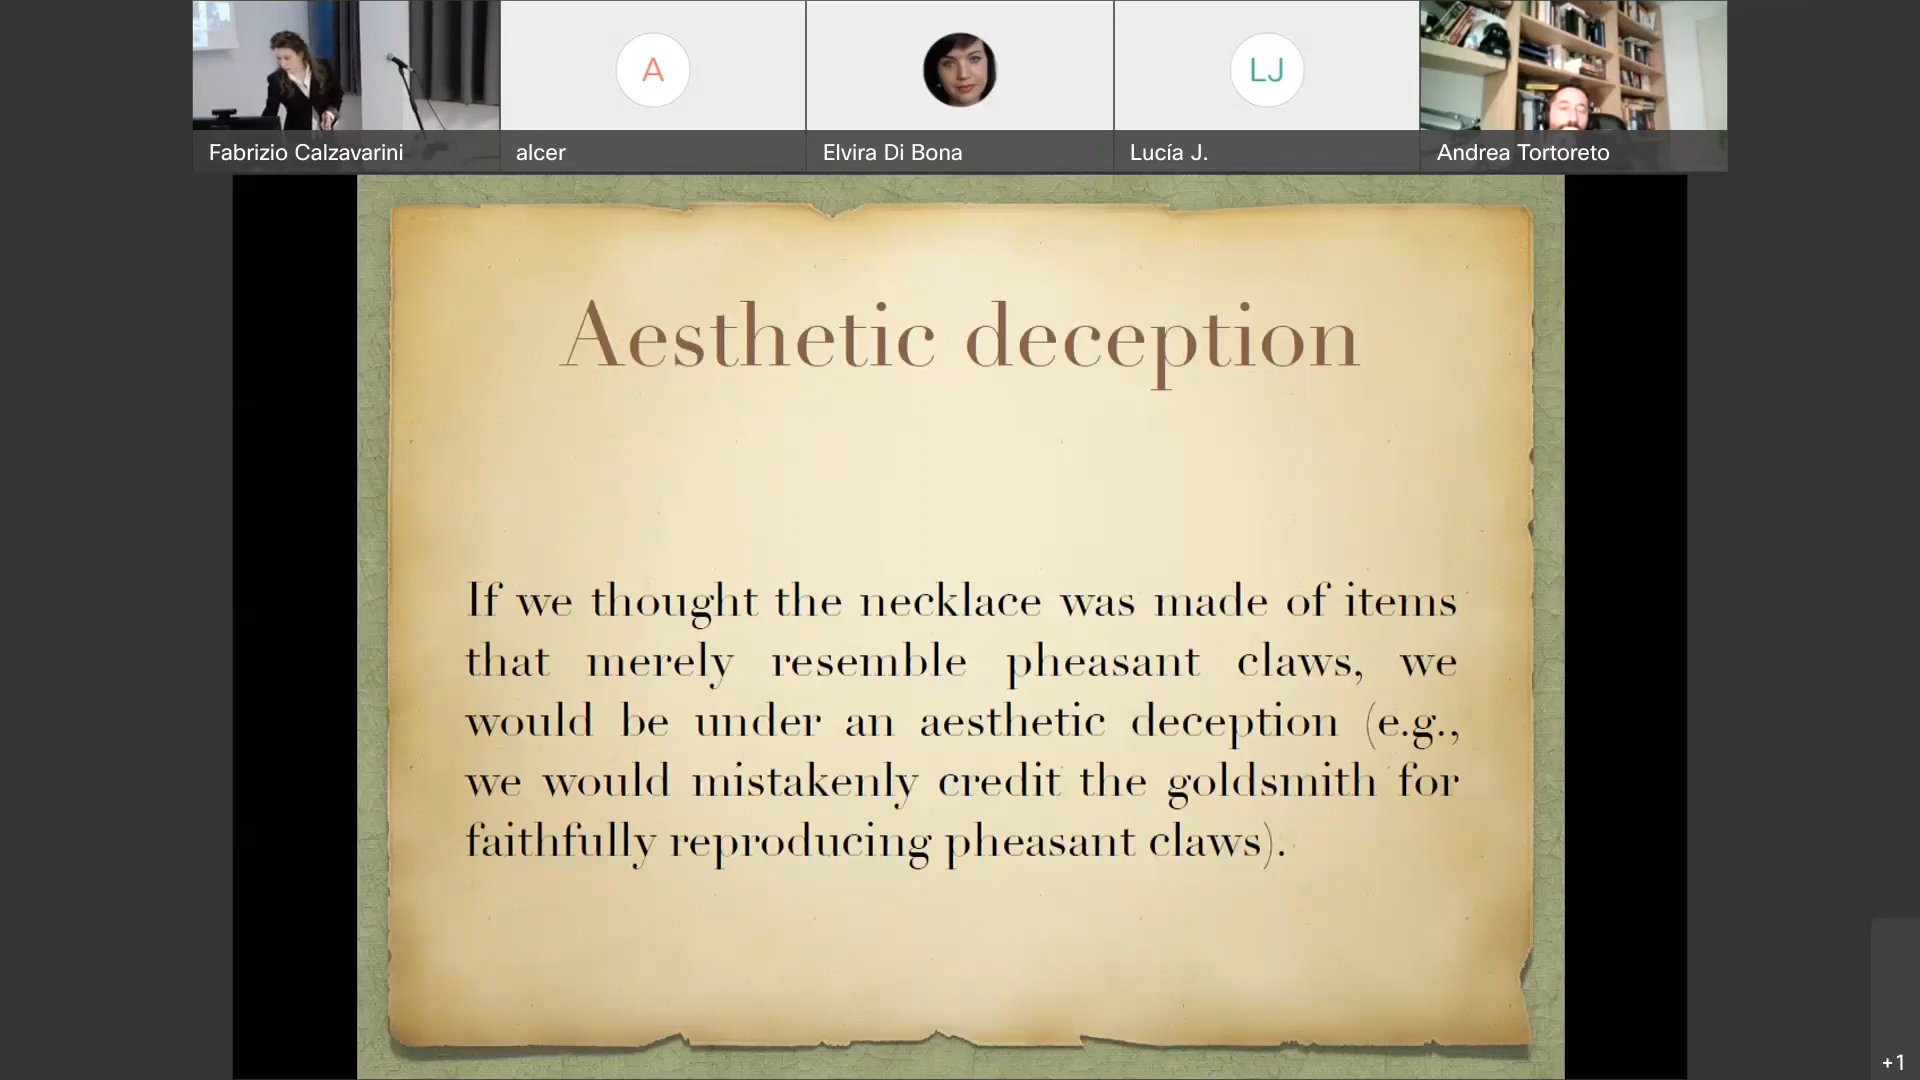 A
LJ
Fabrizio Calzavarini
alcer
Elvira Di Bona
Lucía J.
Andrea Tortoreto
Aesthetic deception
If we thought the necklace was made of items
that merely resemble pheasant claws, we
would be under an aesthetic deception (e.g.,
we would mistakenly credit the goldsmith for
faithfully reproducing pheasant claws).
+1